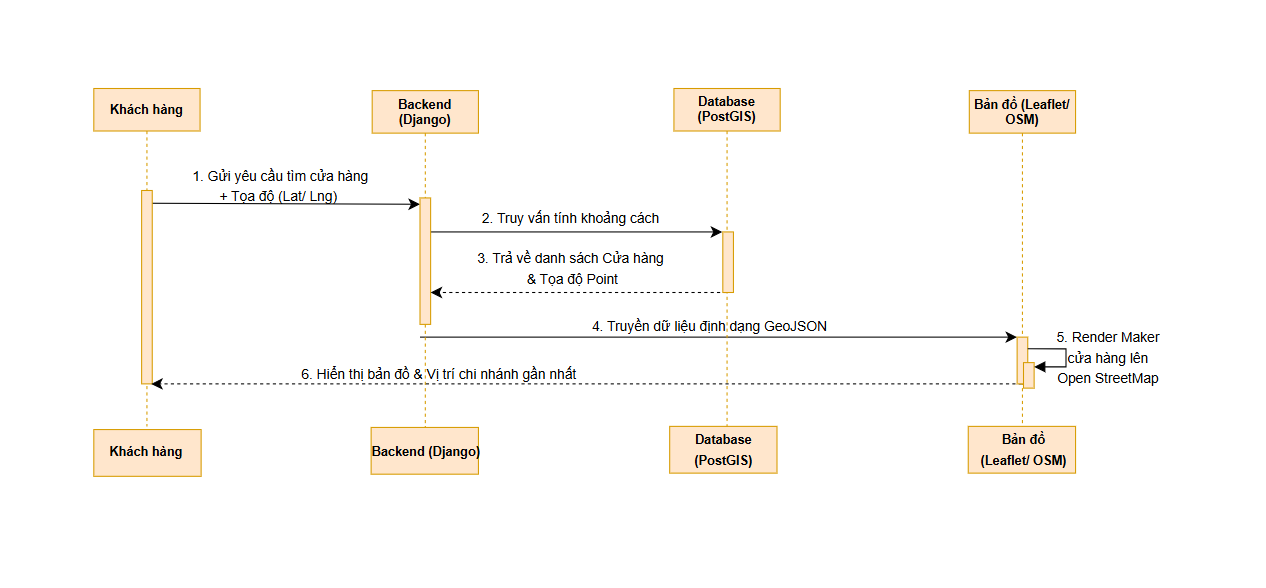 Khách hàng
Backend
(Django)
Database
(PostGIS)
Bản đồ (Leaflet/
OSM)
1. Gửi yêu cầu tìm cửa hàng
+ Tọa độ (Lat/ Lng)
2. Truy vấn tính khoảng cách
3. Trả về danh sách Cửa hàng
& Tọa độ Point
4. Truyền dữ liệu định dạng GeoJSON
5. Render Maker
cửa hàng lên
Open StreetMap
6. Hiển thị bản đồ & Vị trí chi nhánh gần nhất
Khách hàng
Backend (Django)
Database
(PostGIS)
Bản đồ
(Leaflet/ OSM)